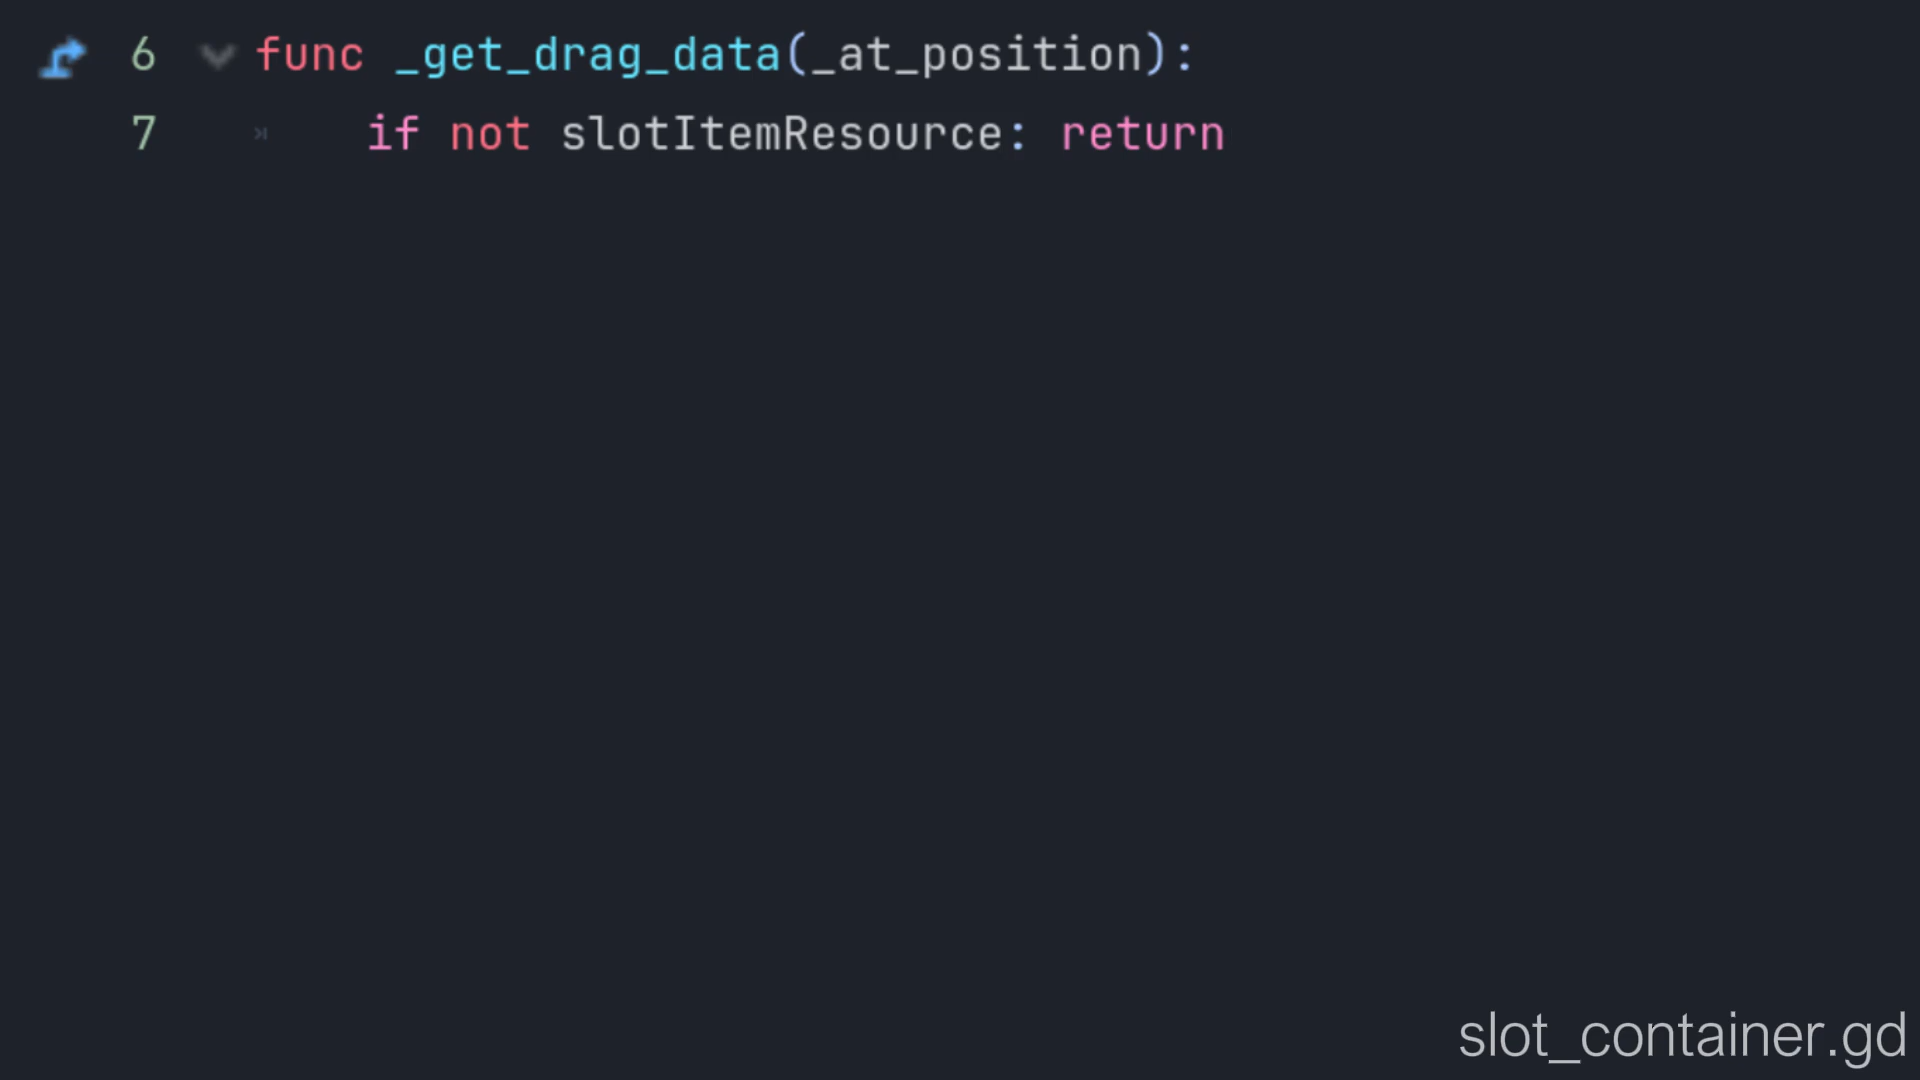 6 func _get_drag_data(_at_position):
7 if not slotItemResource: return
slot_container.gd